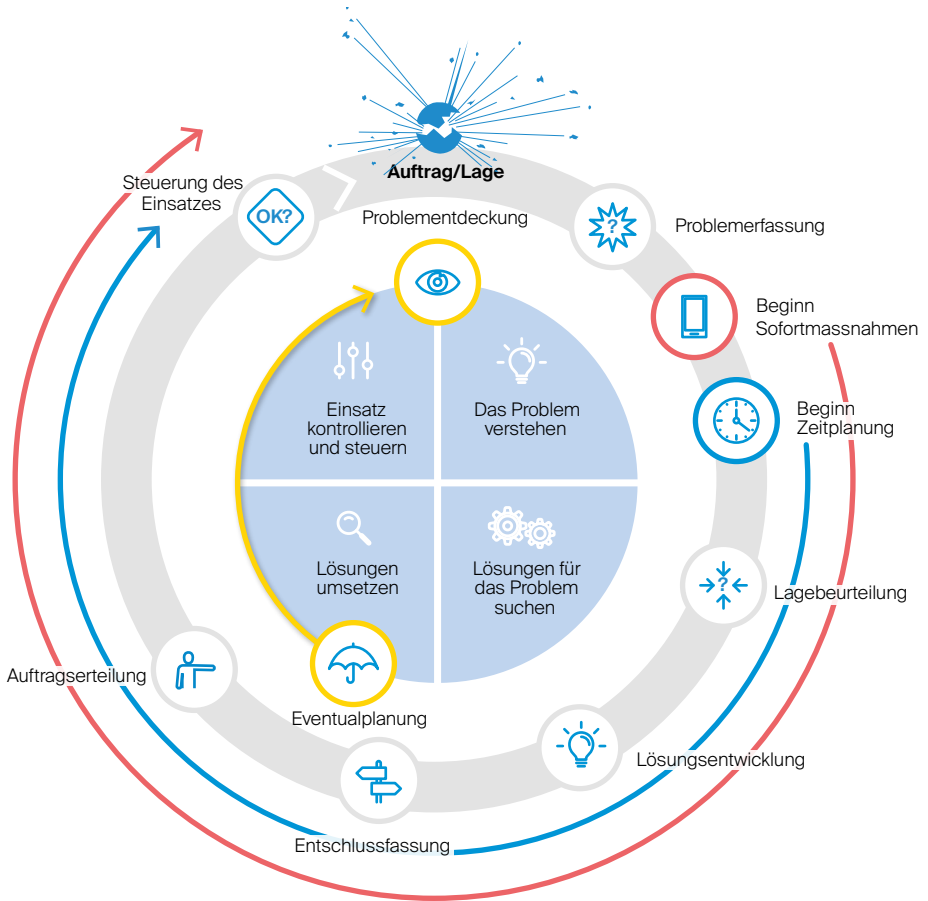 Auftrag/Lage
Problementdeckung
?
Problemerfassung
Beginn
Sofortmassnahmen
Beginn
Zeitplanung
?
Lagebeurteilung
Lösungsentwicklung
Entschlussfassung
Eventualplanung
Auftragserteilung
Steuerung des
Einsatzes
OK?
Einsatz
kontrollieren
und steuern
Das Problem
verstehen
Lösungen
umsetzen
Lösungen für
das Problem
suchen